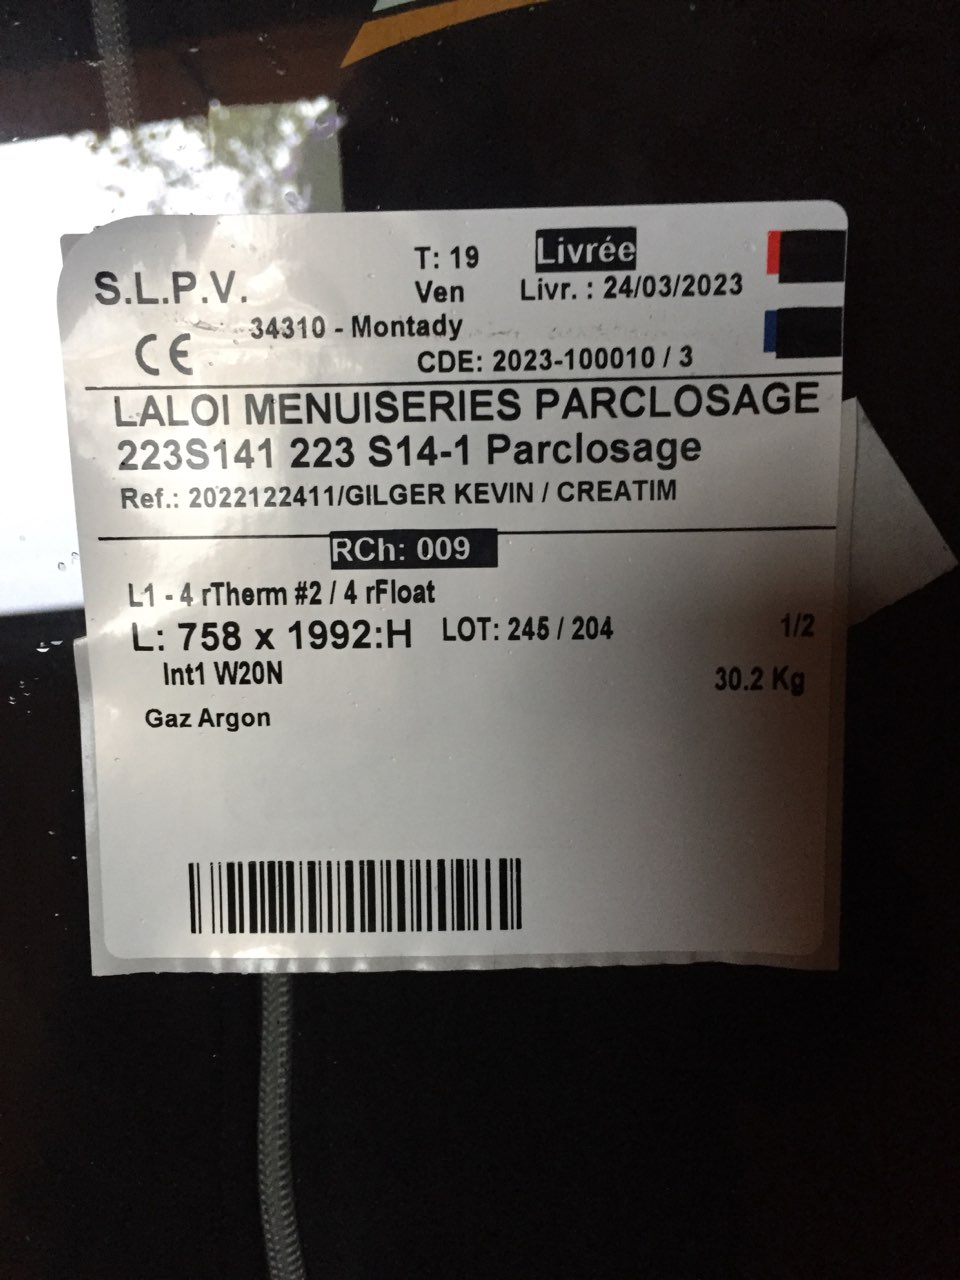 S.L.P.V.
T: 19
Livrée
Ven
Livr. : 24/03/2023
34310 - Montady
CE
CDE: 2023-100010 / 3
LALOI MENUISERIES PARCLOSAGE
223S141 223 S14-1 Parclosage
Ref.: 2022122411/GILGER KEVIN / CREATIM
RCh: 009
L1 - 4 rTherm #2 / 4 rFloat
L: 758 x 1992:H LOT: 245 / 204 1/2
Int1 W20N 30.2 Kg
Gaz Argon